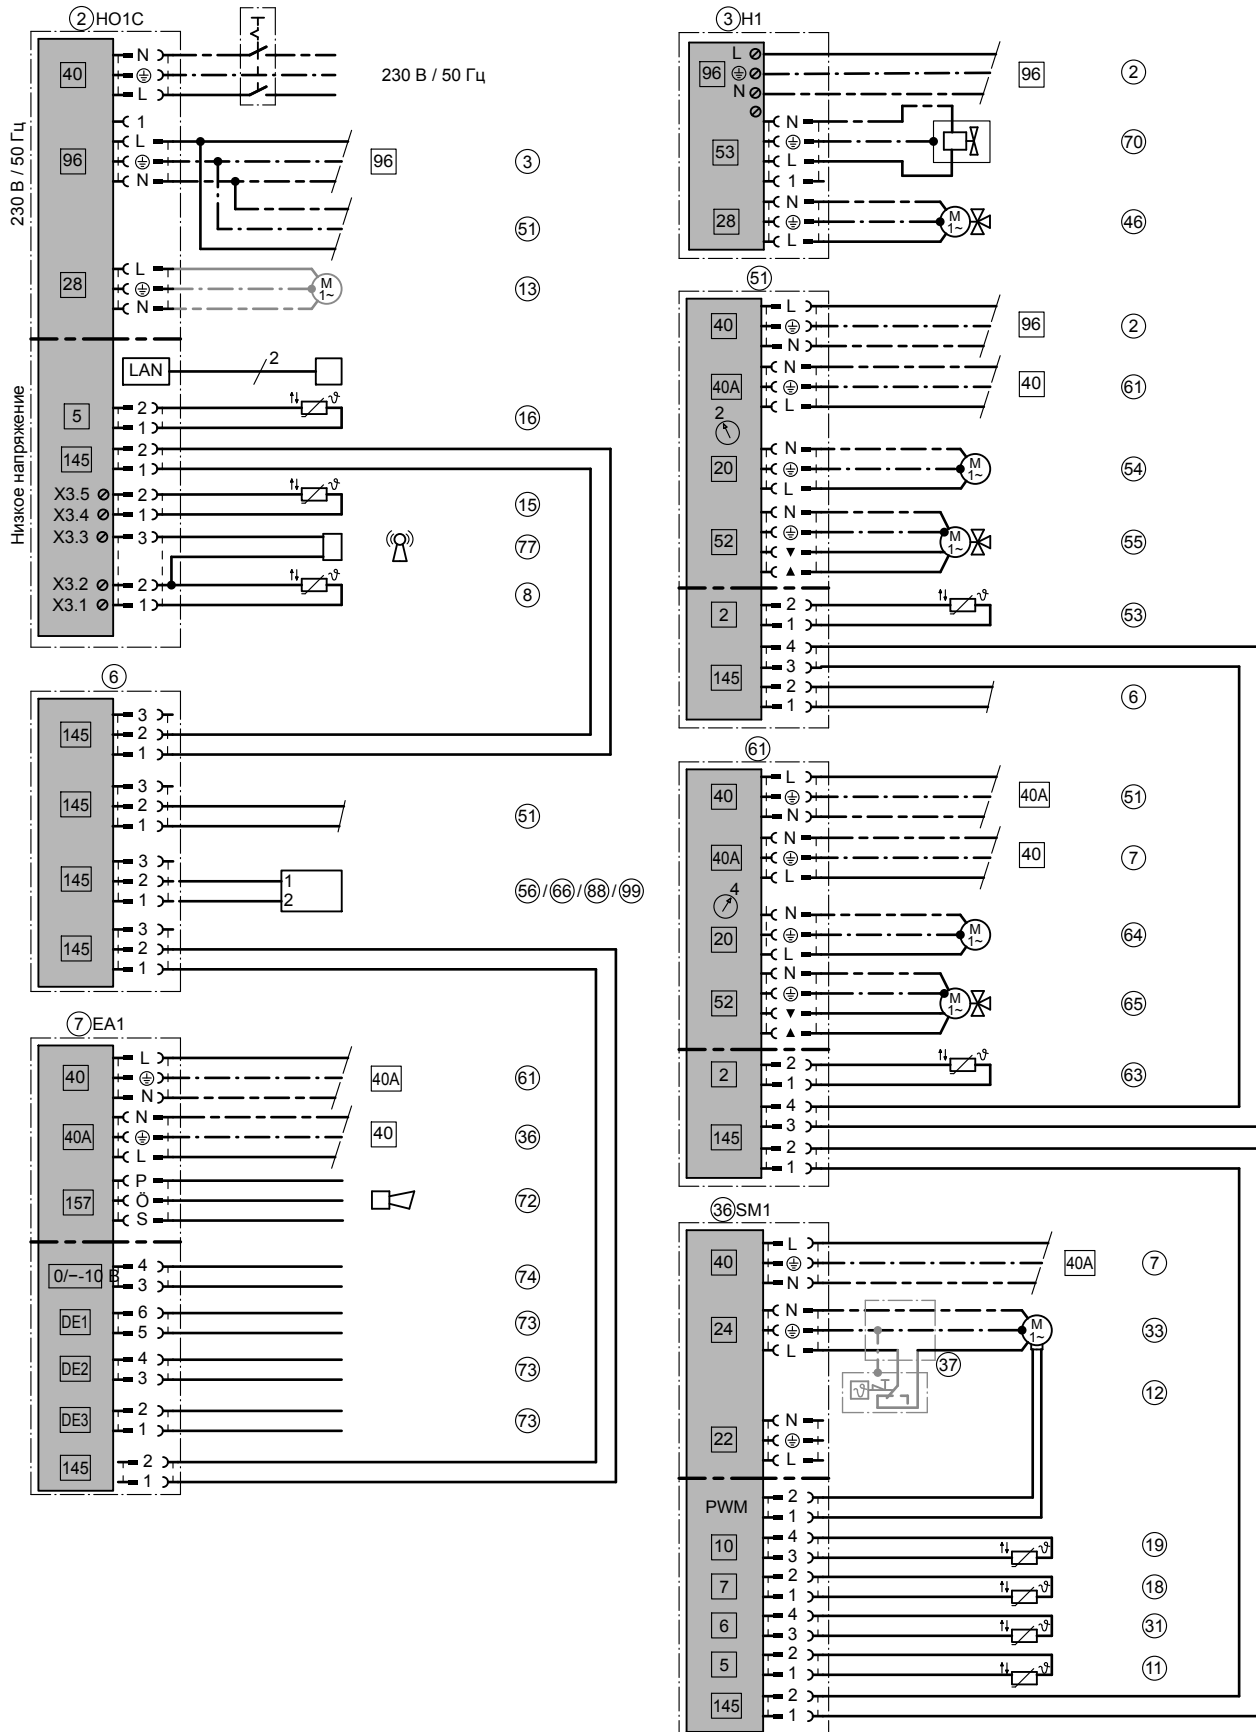 2 HO1C
40
N
L
230 В / 50 Гц
1
96
L
N
96
3
51
28
L
N
M
1~
13
230 В / 50 Гц
LAN
2
5
2
1
16
145
2
1
X3.5
2
X3.4
1
15
X3.3
3
77
X3.2
2
X3.1
1
8
Низкое напряжение
6
145
3
2
1
145
3
2
1
51
145
3
2
1
1
2
56 / 66 / 88 / 99
145
3
2
1
7 EA1
40
L
N
40A
61
40A
N
L
40
36
157
P
Ö
S
72
0/–-10 В
4
3
74
DE1
6
5
73
DE2
4
3
73
DE3
2
1
73
145
2
1
3 H1
96
L
N
96
2
53
N
L
1
70
28
N
L
M
1~
46
51
40
L
N
96
2
40A
N
L
40
61
2
20
N
L
M
1~
54
52
N
▼
▲
M
1~
55
2
2
1
ϑ
53
145
4
3
2
1
6
61
40
L
N
40A
51
40A
N
L
40
7
4
20
N
L
M
1~
64
52
N
▼
▲
M
1~
65
2
2
1
ϑ
63
145
4
3
2
1
36 SM1
40
L
N
40A
7
24
N
L
M
1~
33
37
ϑ
12
22
N
L
PWM
2
1
10
4
3
ϑ
19
7
2
1
ϑ
18
6
4
3
ϑ
31
5
2
1
ϑ
11
145
2
1